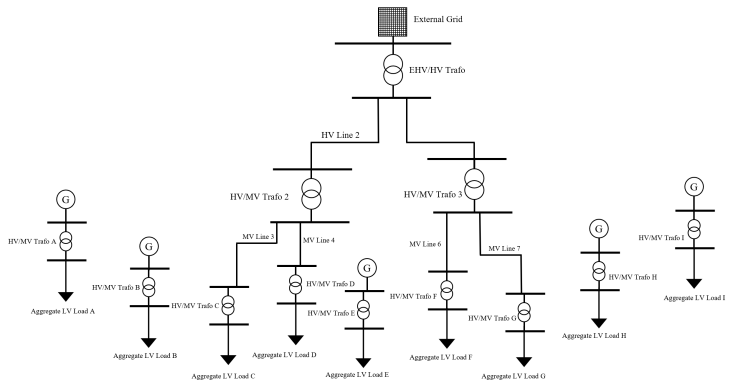 External Grid
EHV/HV Trafo
HV Line 2
HV/MV Trafo 2
HV/MV Trafo 3
G
HV/MV Trafo A
Aggregate LV Load A
G
HV/MV Trafo B
Aggregate LV Load B
MV Line 3
MV Line 4
HV/MV Trafo C
Aggregate LV Load C
HV/MV Trafo D
Aggregate LV Load D
G
HV/MV Trafo E
Aggregate LV Load E
MV Line 6
MV Line 7
HV/MV Trafo F
Aggregate LV Load F
HV/MV Trafo G
Aggregate LV Load G
G
HV/MV Trafo H
Aggregate LV Load H
G
HV/MV Trafo I
Aggregate LV Load I